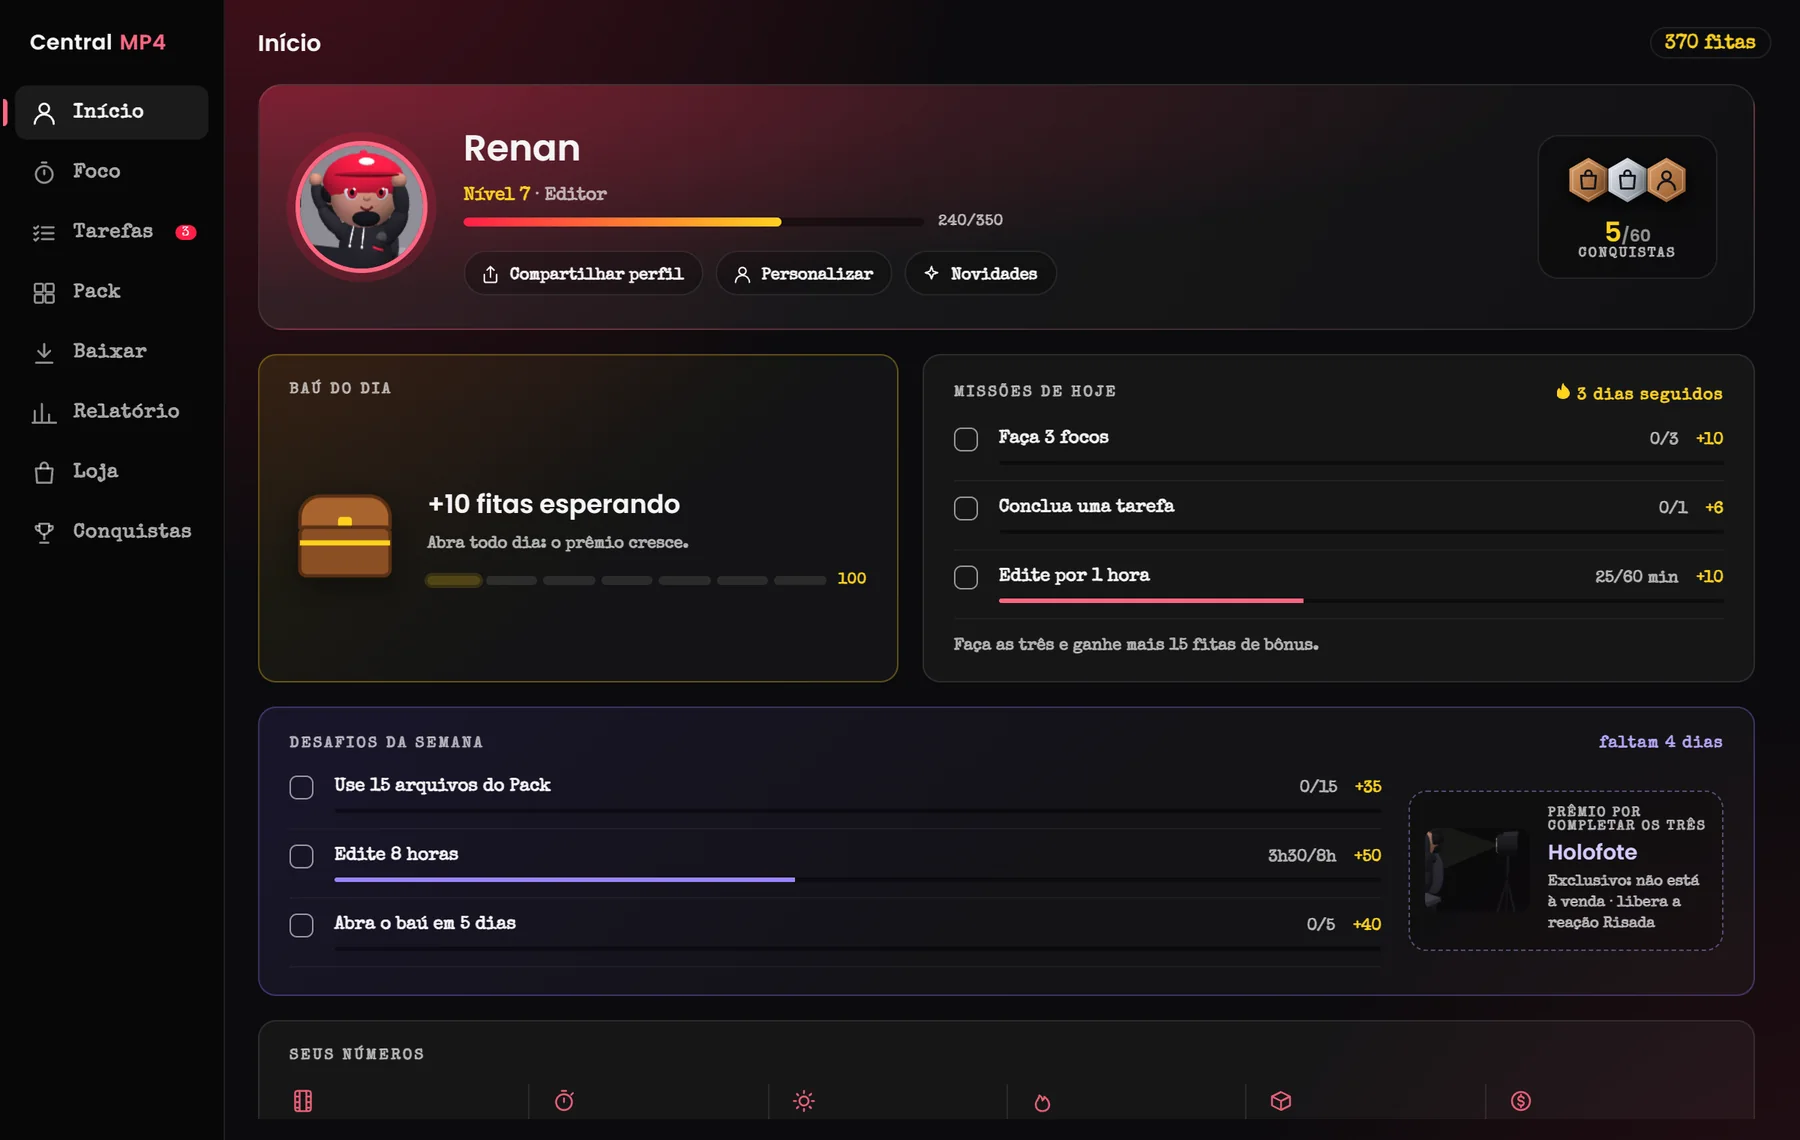 Central MP4
Início
370 fitas
Início
Foco
Tarefas 3
Pack
Baixar
Relatório
Loja
Conquistas
Renan
Nível 7 · Editor
240/350
Compartilhar perfil
Personalizar
Novidades
5/60
CONQUISTAS
BAÚ DO DIA
+10 fitas esperando
Abra todo dia: o prêmio cresce.
100
MISSÕES DE HOJE
3 dias seguidos
Faça 3 focos 0/3 +10
Conclua uma tarefa 0/1 +6
Edite por 1 hora 25/60 min +10
Faça as três e ganhe mais 15 fitas de bônus.
DESAFIOS DA SEMANA
faltam 4 dias
Use 15 arquivos do Pack 0/15 +35
Edite 8 horas 3h30/8h +50
Abra o baú em 5 dias 0/5 +40
PRÊMIO POR
COMPLETAR OS TRÊS
Holofote
Exclusivo: não está
à venda · libera a
reação Risada
SEUS NÚMEROS